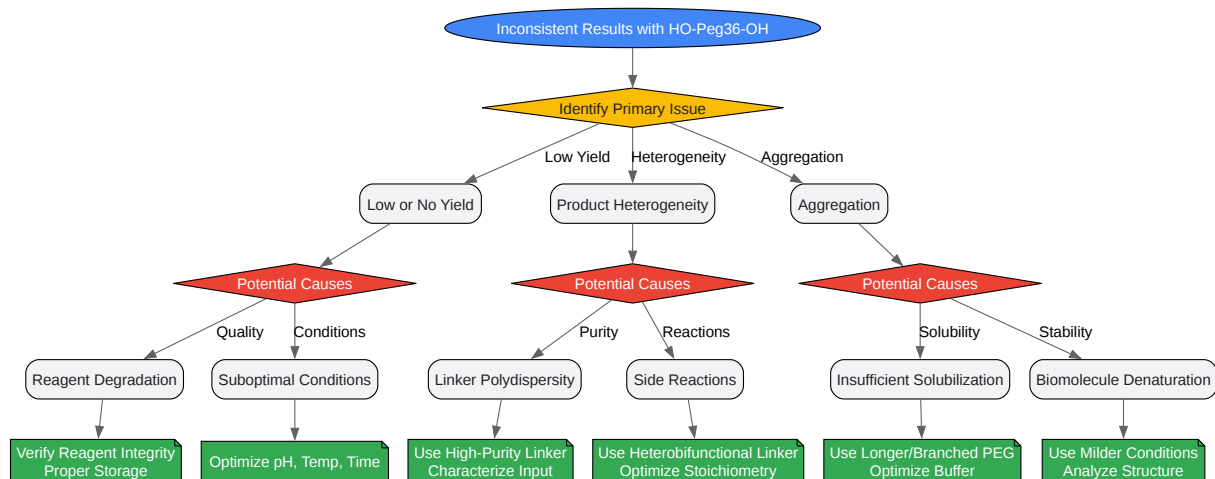 Inconsistent Results with HO-Peg36-OH
Identify Primary Issue
Low Yield
Heterogeneity
Aggregation
Low or No Yield
Product Heterogeneity
Aggregation
Potential Causes
Potential Causes
Potential Causes
Quality
Conditions
Purity
Reactions
Solubility
Stability
Reagent Degradation
Suboptimal Conditions
Linker Polydispersity
Side Reactions
Insufficient Solubilization
Biomolecule Denaturation
Verify Reagent Integrity
Proper Storage
Optimize pH, Temp, Time
Use High-Purity Linker
Characterize Input
Use Heterobifunctional Linker
Optimize Stoichiometry
Use Longer/Branched PEG
Optimize Buffer
Use Milder Conditions
Analyze Structure